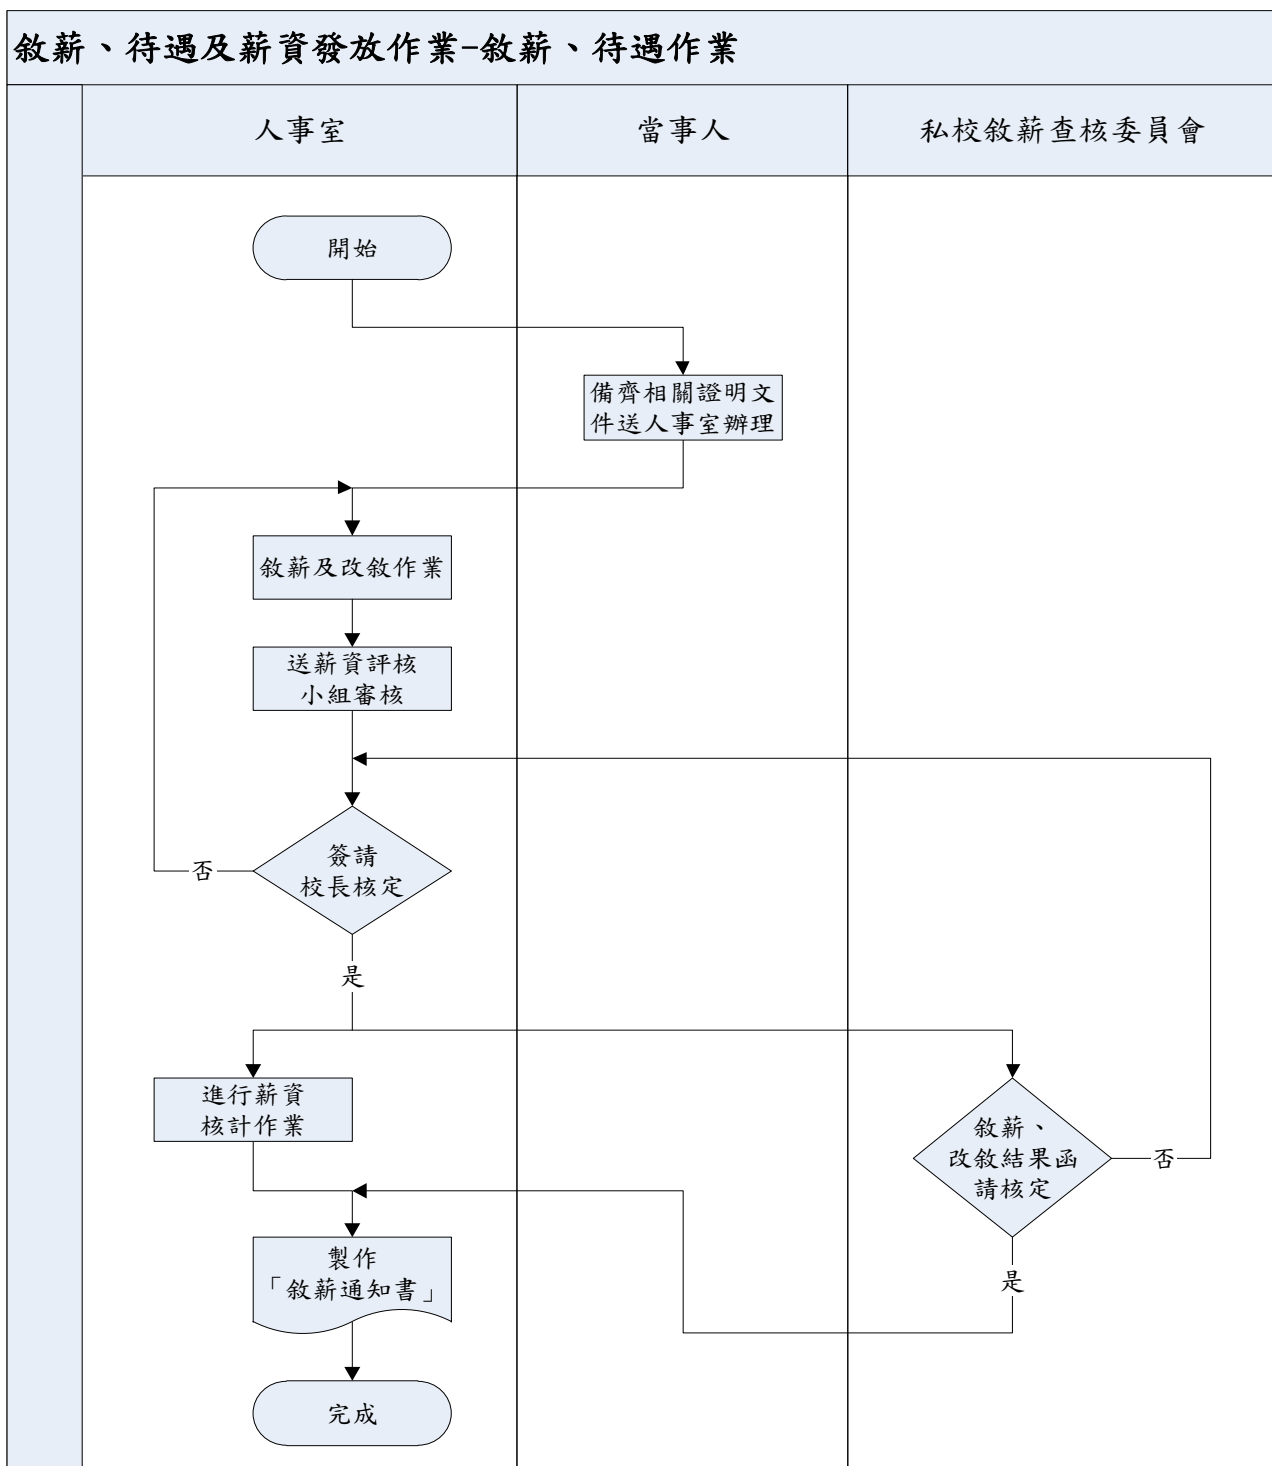 敘薪、待遇及薪資發放作業-敘薪、待遇作業
人事室
當事人
私校敘薪查核委員會
開始
備齊相關證明文
件送人事室辦理
敘薪及改敘作業
送薪資評核
小組審核
簽請
校長核定
否
是
進行薪資
核計作業
敘薪、
改敘結果函
請核定
否
是
製作
「敘薪通知書」
完成